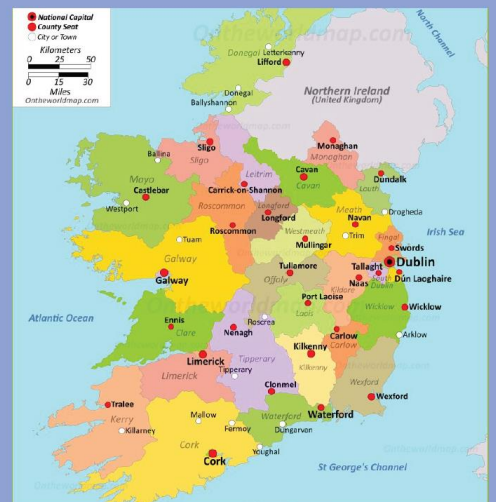 National Capital
County Seat
City or Town
Kilometers
0 25 50
0 15 30
Miles
Ontheworldmap.com
Ontheworldmap.com
North Channel
Donegal
Letterkenny
Lifford
Donegal
Ballyshannon
Northern Ireland
(United Kingdom)
Ballina
Sligo
Sligo
Leitrim
Monaghan
Monaghan
Cavan
Cavan
Dundalk
Louth
Mayo
Castlebar
Westport
Carrick-on-Shannon
Roscommon
Roscommon
Longford
Longford
Meath
Navan
Trim
Drogheda
Irish Sea
Westmeath
Mullingar
Fingal
Swords
Dublin
Tuam
Galway
Galway
Tullamore
Offaly
Tallaght
South Dublin
Dún Laoghaire
Naas
Kildare
Port Laoise
Laois
Wicklow
Wicklow
Arklow
Atlantic Ocean
Ennis
Clare
Roscrea
Nenagh
Carlow
Carlow
Limerick
Limerick
Tipperary
Tipperary
Kilkenny
Kilkenny
Clonmel
Wexford
Wexford
Tralee
Kerry
Killarney
Mallow
Fermoy
Waterford
Waterford
Dungarvan
Cork
Cork
Youghal
St George's Channel